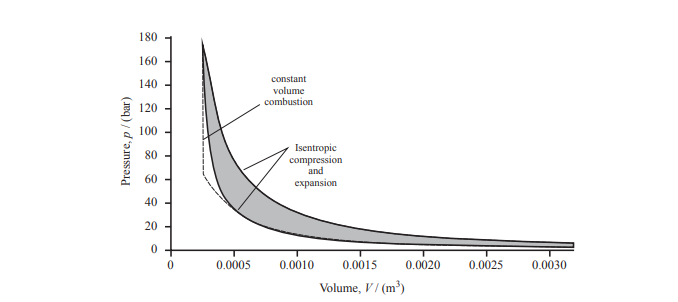 180
160
140
120
100
80
60
40
20
0
Pressure, p / (bar)
constant
volume
combustion
Isentropic
compression
and
expansion
0 0.0005 0.0010 0.0015 0.0020 0.0025 0.0030
Volume, V / (m³)